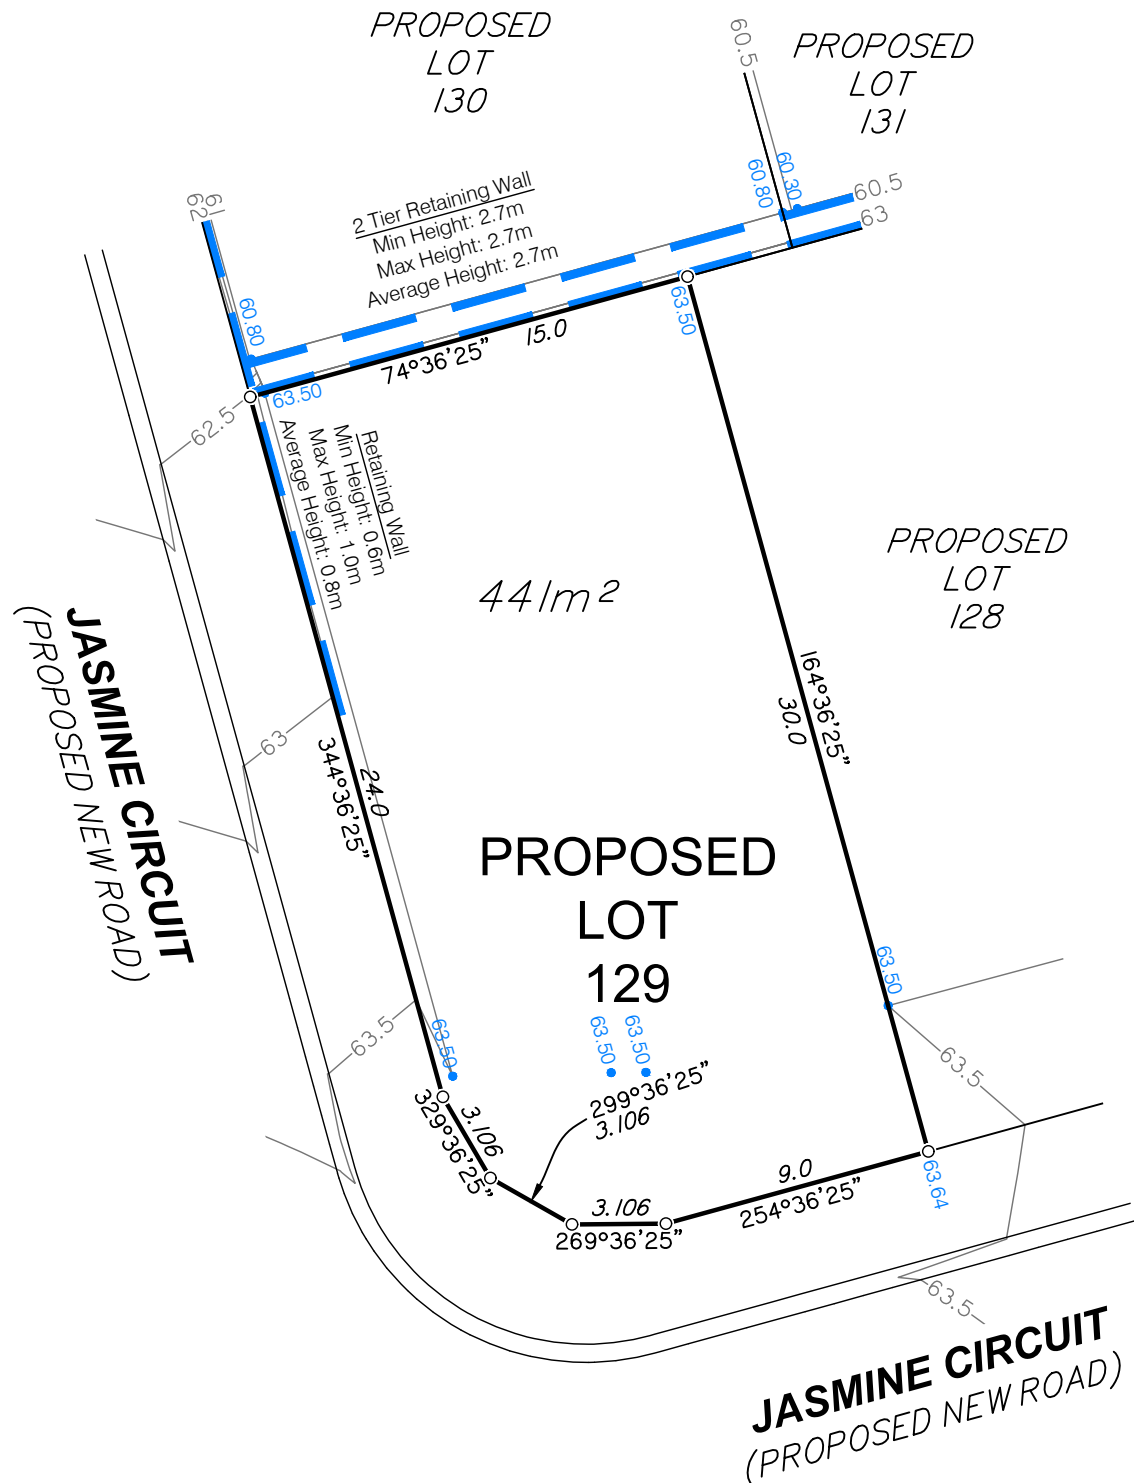 PROPOSED
LOT
130
60.5
PROPOSED
LOT
131
60.80
60.30
60.5
63
62
61
2 Tier Retaining Wall
Min Height: 2.7m
Max Height: 2.7m
Average Height: 2.7m
60.80
63.50
15.0
74°36'25"
63.50
62.5
Retaining Wall
Min Height: 0.6m
Max Height: 1.0m
Average Height: 0.8m
441m²
PROPOSED
LOT
128
164°36'25"
30.0
JASMINE CIRCUIT
(PROPOSED NEW ROAD)
63
24.0
344°36'25"
PROPOSED
LOT
129
63.50
63.5
63.50
63.50
63.50
63.5
299°36'25"
3.106
3.106
329°36'25"
3.106
269°36'25"
9.0
254°36'25"
63.64
63.5
JASMINE CIRCUIT
(PROPOSED NEW ROAD)